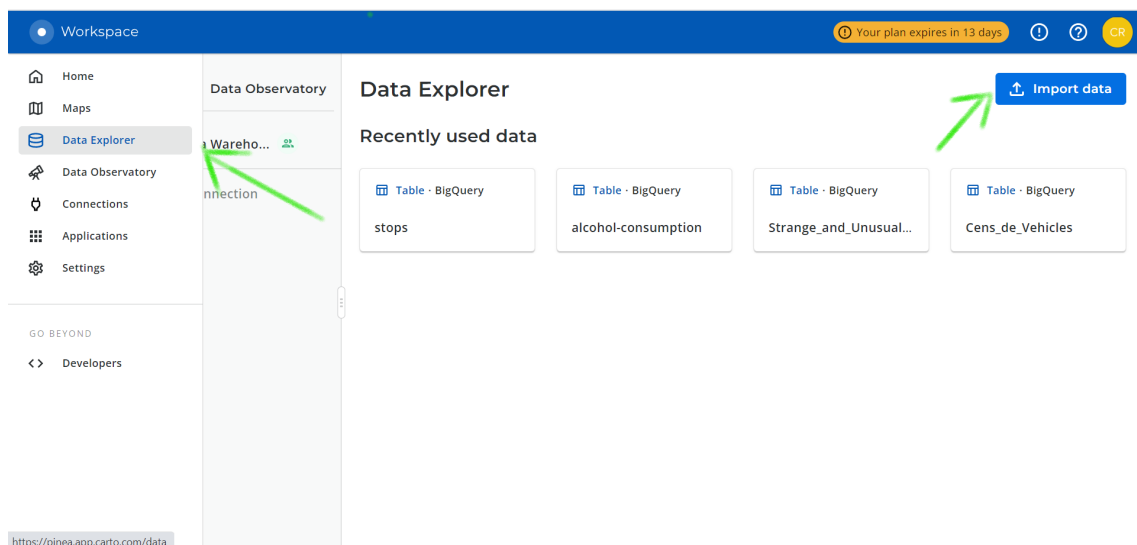 Workspace
Your plan expires in 13 days
CR
Home
Maps
Data Explorer
Data Observatory
Connections
Applications
Settings
GO BEYOND
Developers
Data Observatory
Wareho...
Data Explorer
Import data
Recently used data
Table · BigQuery
stops
Table · BigQuery
alcohol-consumption
Table · BigQuery
Strange_and_Unusual...
Table · BigQuery
Cens_de_Vehicles
https://pinea.app.carto.com/data